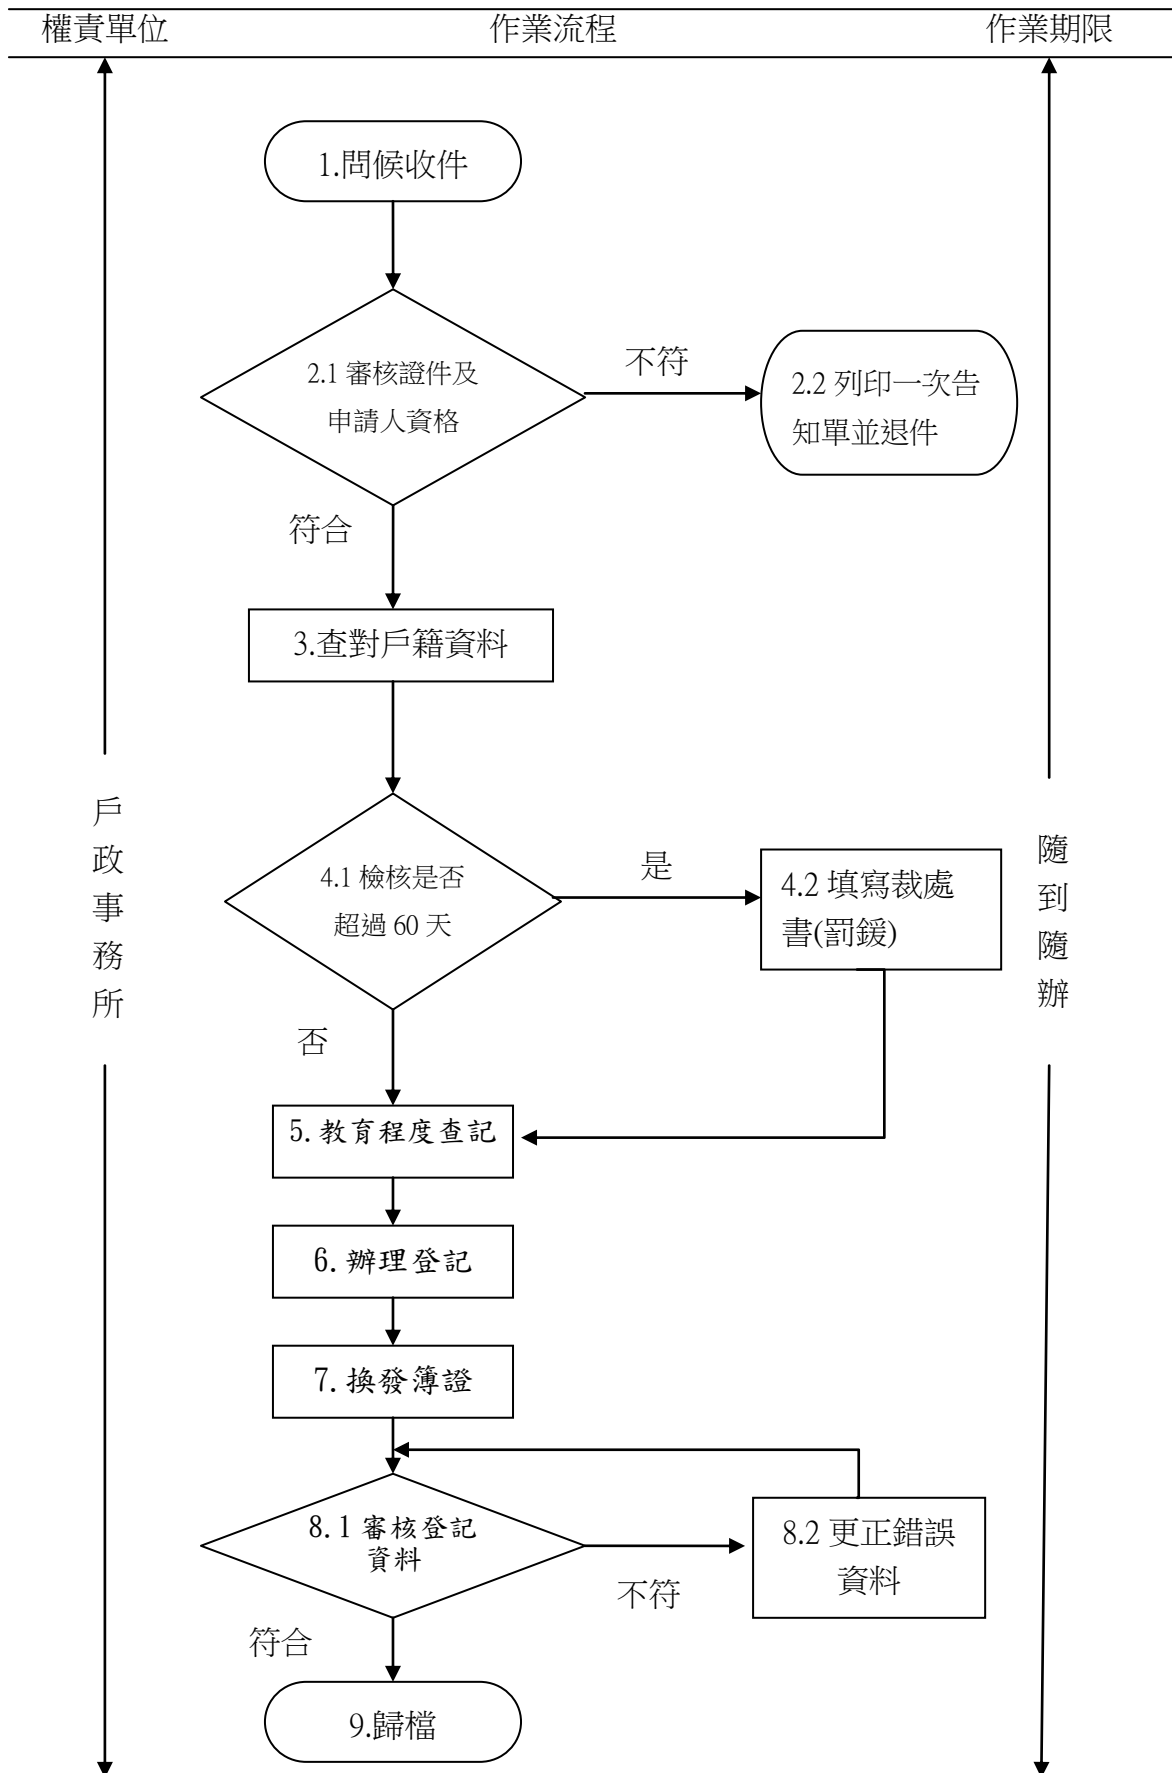 權責單位
作業流程
作業期限
1.問候收件
2.1 審核證件及
申請人資格
不符
2.2 列印一次告
知單並退件
符合
3.查對戶籍資料
戶
政
事
務
所
4.1 檢核是否
超過 60 天
是
4.2 填寫裁處
書(罰鍰)
隨
到
隨
辦
否
5.教育程度查記
6.辦理登記
7.換發簿證
8.1 審核登記
資料
不符
8.2 更正錯誤
資料
符合
9.歸檔